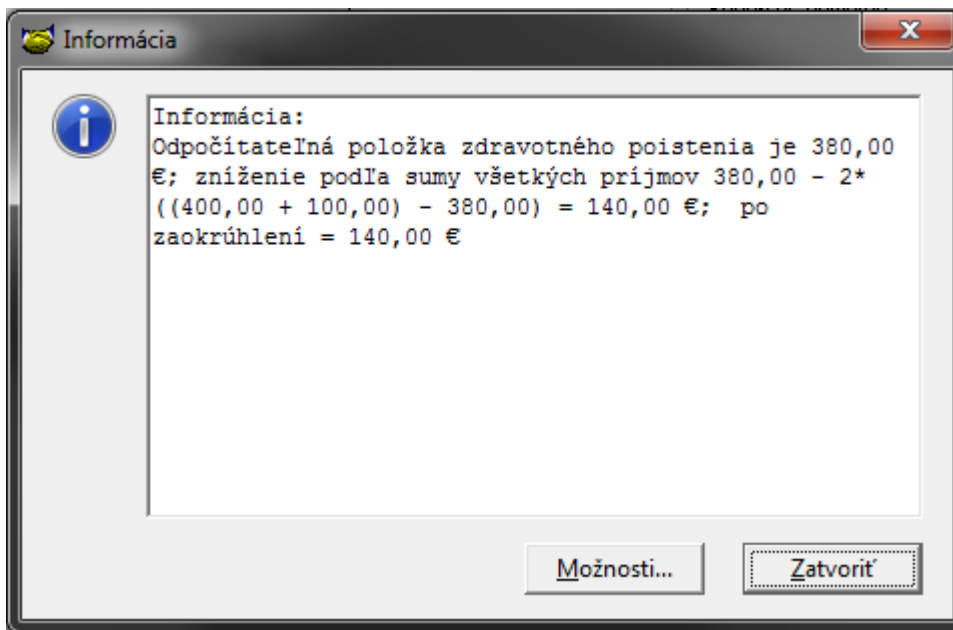 Informácia
Informácia:
Odpočítateľná položka zdravotného poistenia je 380,00
€; zníženie podľa sumy všetkých príjmov 380,00 - 2*
((400,00 + 100,00) - 380,00) = 140,00 €;  po
zaokrúhlení = 140,00 €
Možnosti...
Zatvoriť